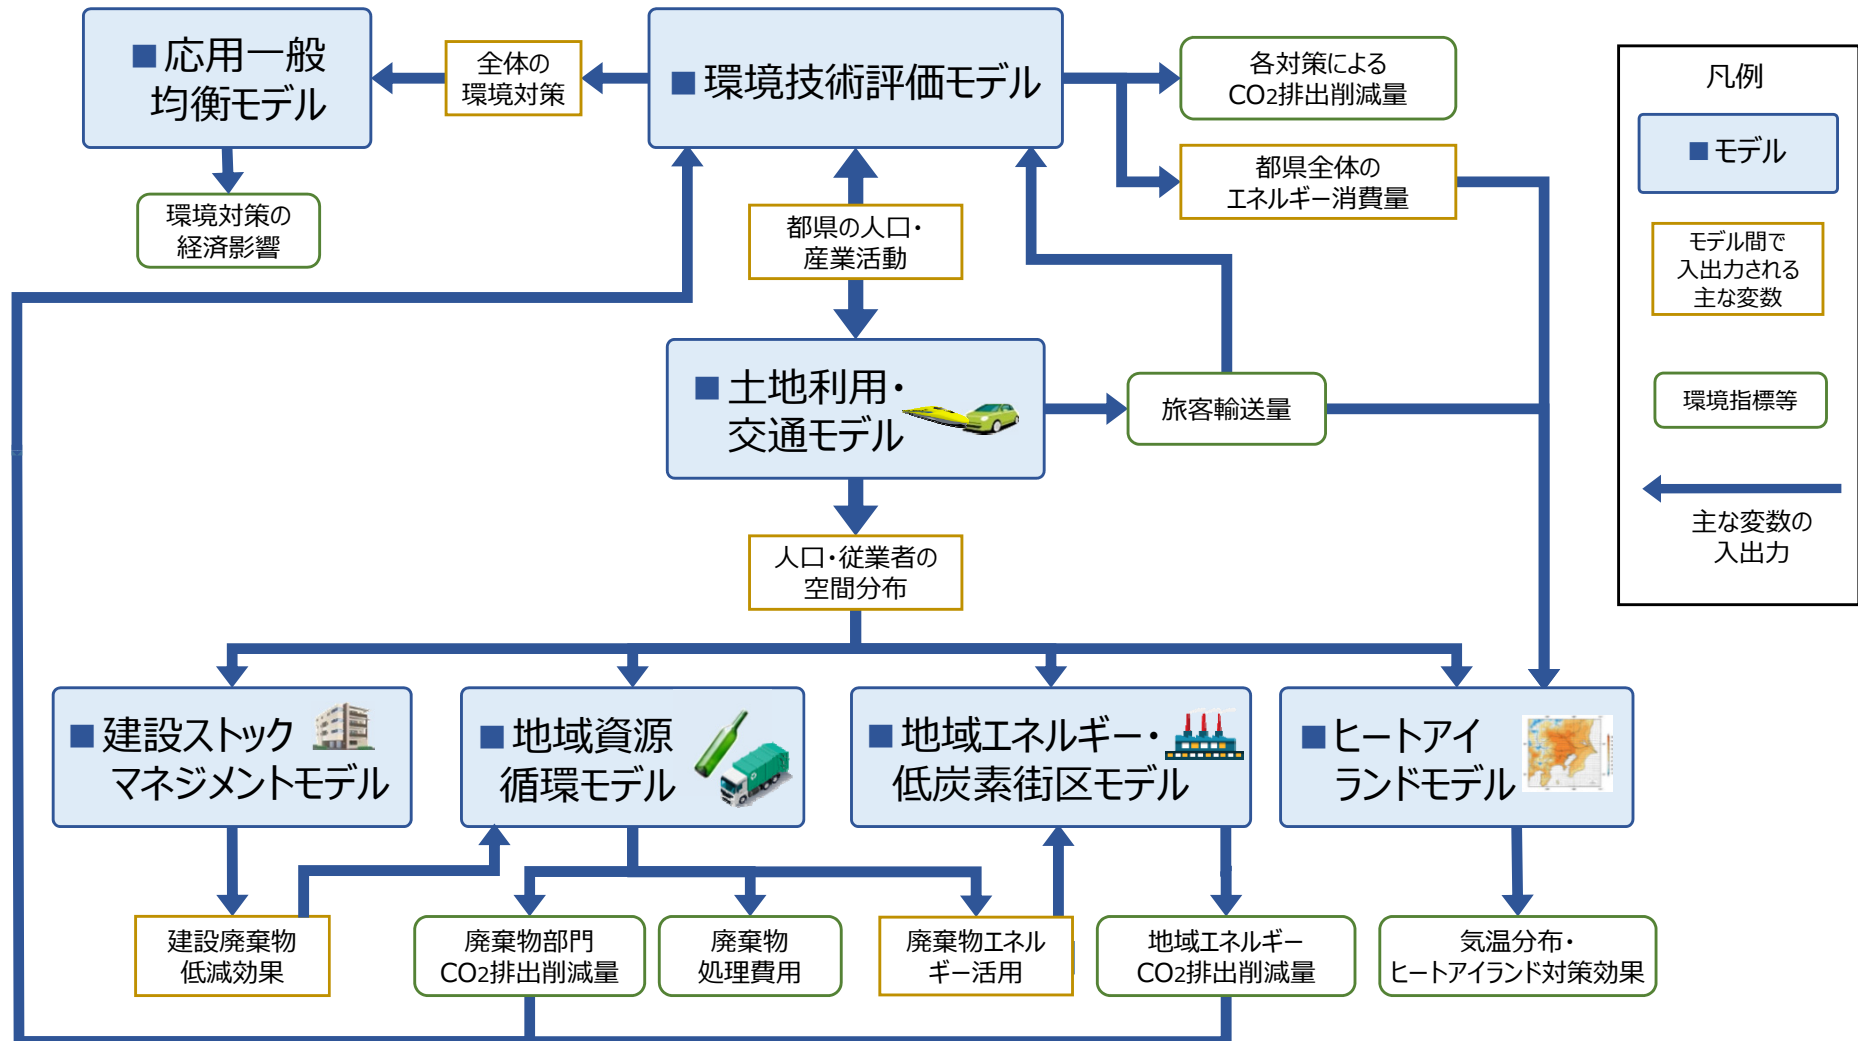 ■応用一般
均衡モデル
全体の
環境対策
■環境技術評価モデル
各対策による
CO2排出削減量
都県全体の
エネルギー消費量
環境対策の
経済影響
都県の人口・
産業活動
■土地利用・
交通モデル
旅客輸送量
人口・従業者の
空間分布
■建設ストック
マネジメントモデル
■地域資源
循環モデル
■地域エネルギー・
低炭素街区モデル
■ヒートアイ
ランドモデル
建設廃棄物
低減効果
廃棄物部門
CO2排出削減量
廃棄物
処理費用
廃棄物エネル
ギー活用
地域エネルギー
CO2排出削減量
気温分布・
ヒートアイランド対策効果
凡例
■モデル
モデル間で
入出力される
主な変数
環境指標等
主な変数の
入出力